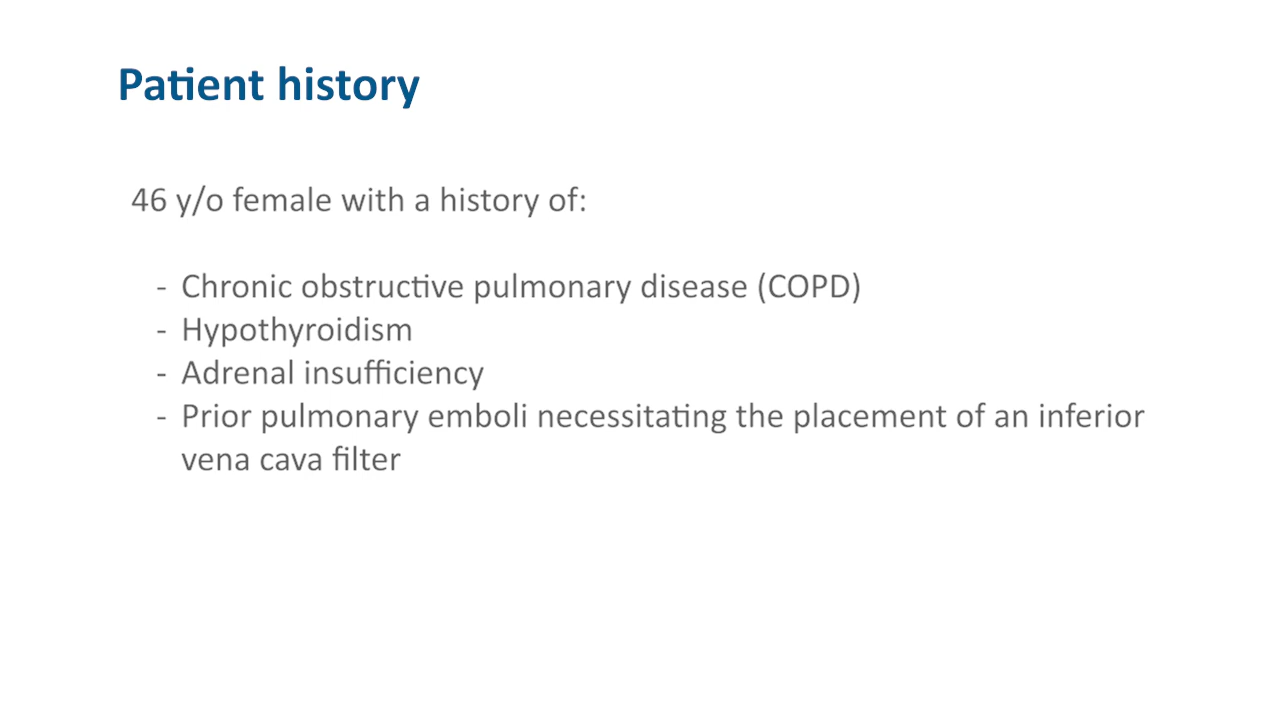 Patient history
46 y/o female with a history of:
- Chronic obstructive pulmonary disease (COPD)
- Hypothyroidism
- Adrenal insufficiency
- Prior pulmonary emboli necessitating the placement of an inferior
vena cava filter